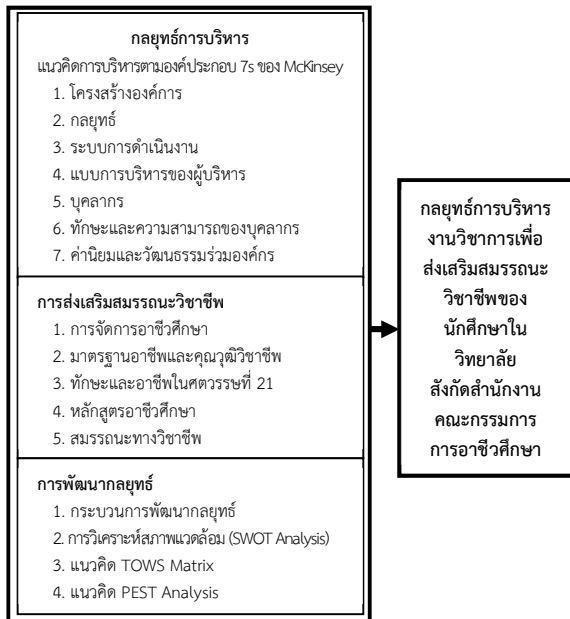 กลยุทธ์การบริหาร
แนวคิดการบริหารตามองค์ประกอบ 7s ของ McKinsey
1. โครงสร้างองค์การ
2. กลยุทธ์
3. ระบบการดำเนินงาน
4. แบบการบริหารของผู้บริหาร
5. บุคลากร
6. ทักษะและความสามารถของบุคลากร
7. ค่านิยมและวัฒนธรรมร่วมองค์กร
การส่งเสริมสมรรถนะวิชาชีพ
1. การจัดการอาชีวศึกษา
2. มาตรฐานอาชีพและคุณวุฒิวิชาชีพ
3. ทักษะและอาชีพในศตวรรษที่ 21
4. หลักสูตรอาชีวศึกษา
5. สมรรถนะทางวิชาชีพ
การพัฒนากลยุทธ์
1. กระบวนการพัฒนากลยุทธ์
2. การวิเคราะห์สภาพแวดล้อม (SWOT Analysis)
3. แนวคิด TOWS Matrix
4. แนวคิด PEST Analysis
กลยุทธ์การบริหาร
งานวิชาการเพื่อ
ส่งเสริมสมรรถนะ
วิชาชีพของ
นักศึกษาใน
วิทยาลัย
สังกัดสำนักงาน
คณะกรรมการ
การอาชีวศึกษา